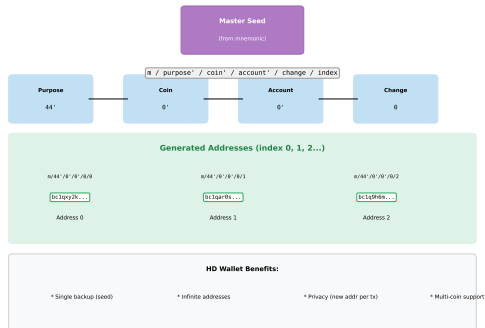 Master Seed
(from mnemonic)
m / purpose' / coin' / account' / change / index
Purpose Coin Account Change
44' 0' 0' 0
Generated Addresses (index 0, 1, 2...)
m/44'/0'/0'/0/0 m/44'/0'/0'/0/1 m/44'/0'/0'/0/2
bc1qxy2k... bc1qar0s... bc1q9h6m...
Address 0 Address 1 Address 2
HD Wallet Benefits:
* Single backup (seed) * Infinite addresses * Privacy (new addr per tx) * Multi-coin support